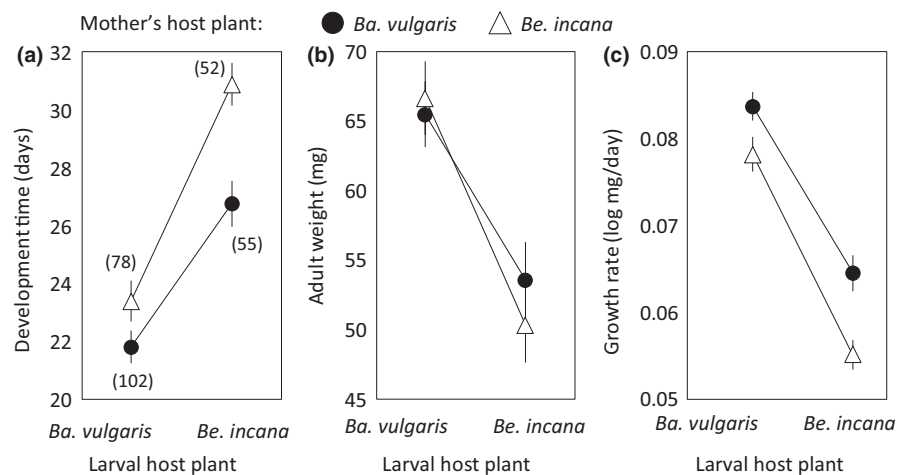 Mother's host plant: Ba. vulgaris Be. incana
(a)
Development time (days)
32
30
28
26
24
22
20
(52)
(55)
(78)
(102)
Ba. vulgaris Be. incana
Larval host plant
(b)
Adult weight (mg)
70
65
60
55
50
45
Ba. vulgaris Be. incana
Larval host plant
(c)
Growth rate (log mg/day)
0.09
0.08
0.07
0.06
0.05
Ba. vulgaris Be. incana
Larval host plant